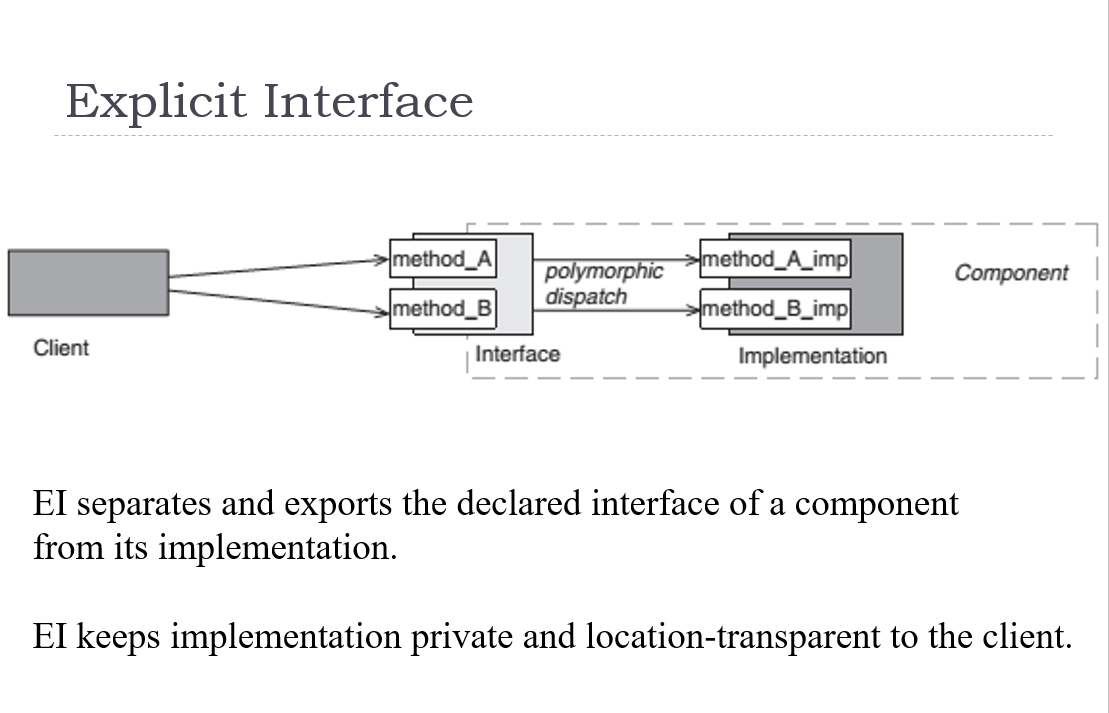 Explicit Interface
method_A
method_B
polymorphic
dispatch
method_A_imp
method_B_imp
Component
Client
Interface
Implementation
EI separates and exports the declared interface of a component
from its implementation.
EI keeps implementation private and location-transparent to the client.